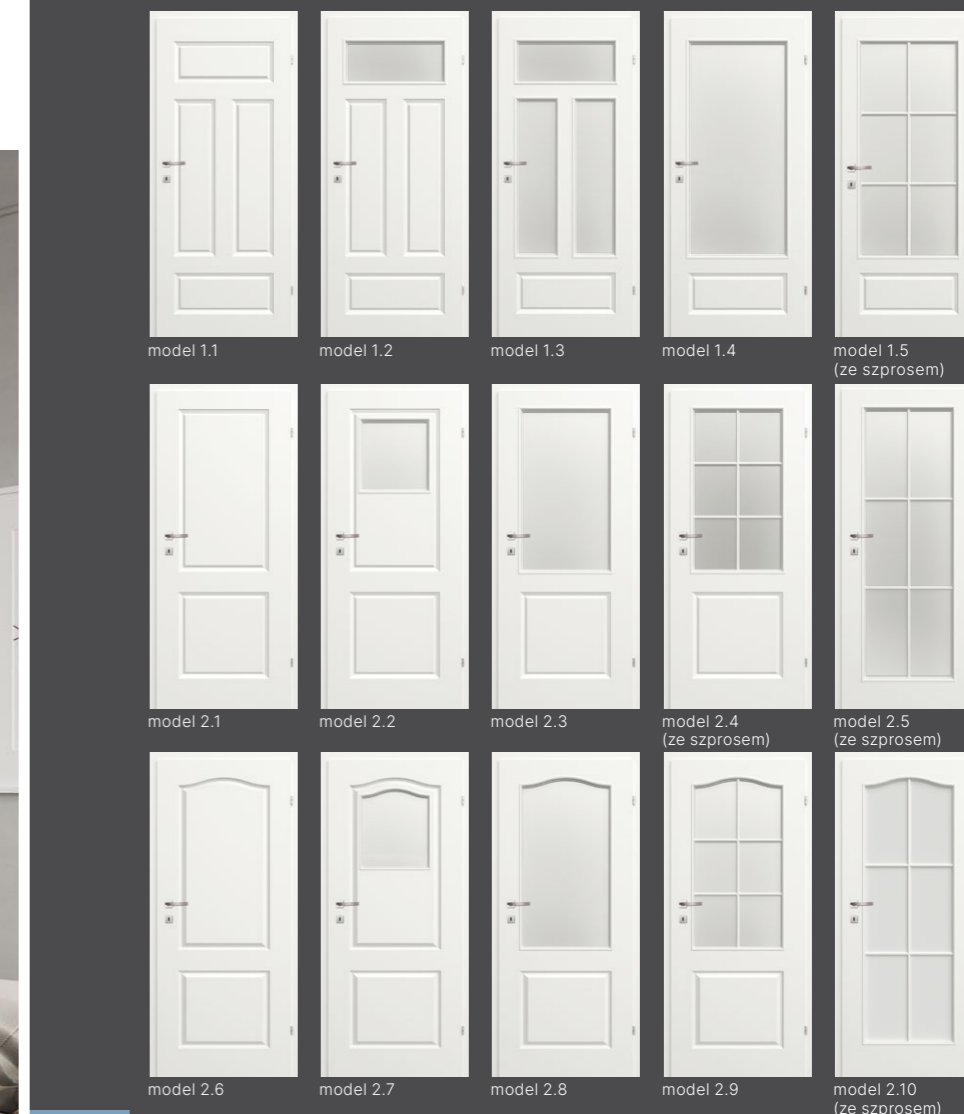 model 1.1
model 1.2
model 1.3
model 1.4
model 1.5
(ze szprosem)
model 2.1
model 2.2
model 2.3
model 2.4
(ze szprosem)
model 2.5
(ze szprosem)
model 2.6
model 2.7
model 2.8
model 2.9
model 2.10
(ze szprosem)